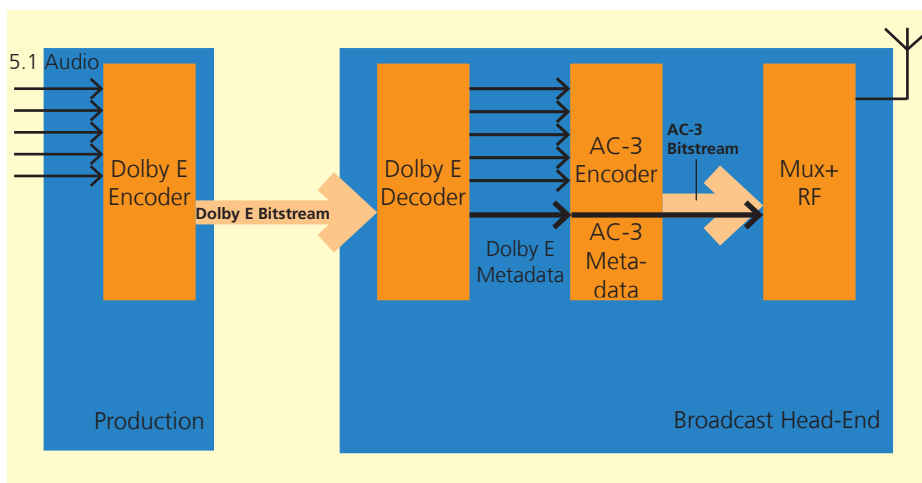 5.1 Audio
Dolby E
Encoder
Dolby E Bitstream
Production
Dolby E
Decoder
Dolby E
Metadata
AC-3
Encoder
AC-3
Meta-
data
AC-3
Bitstream
Mux+
RF
Broadcast Head-End